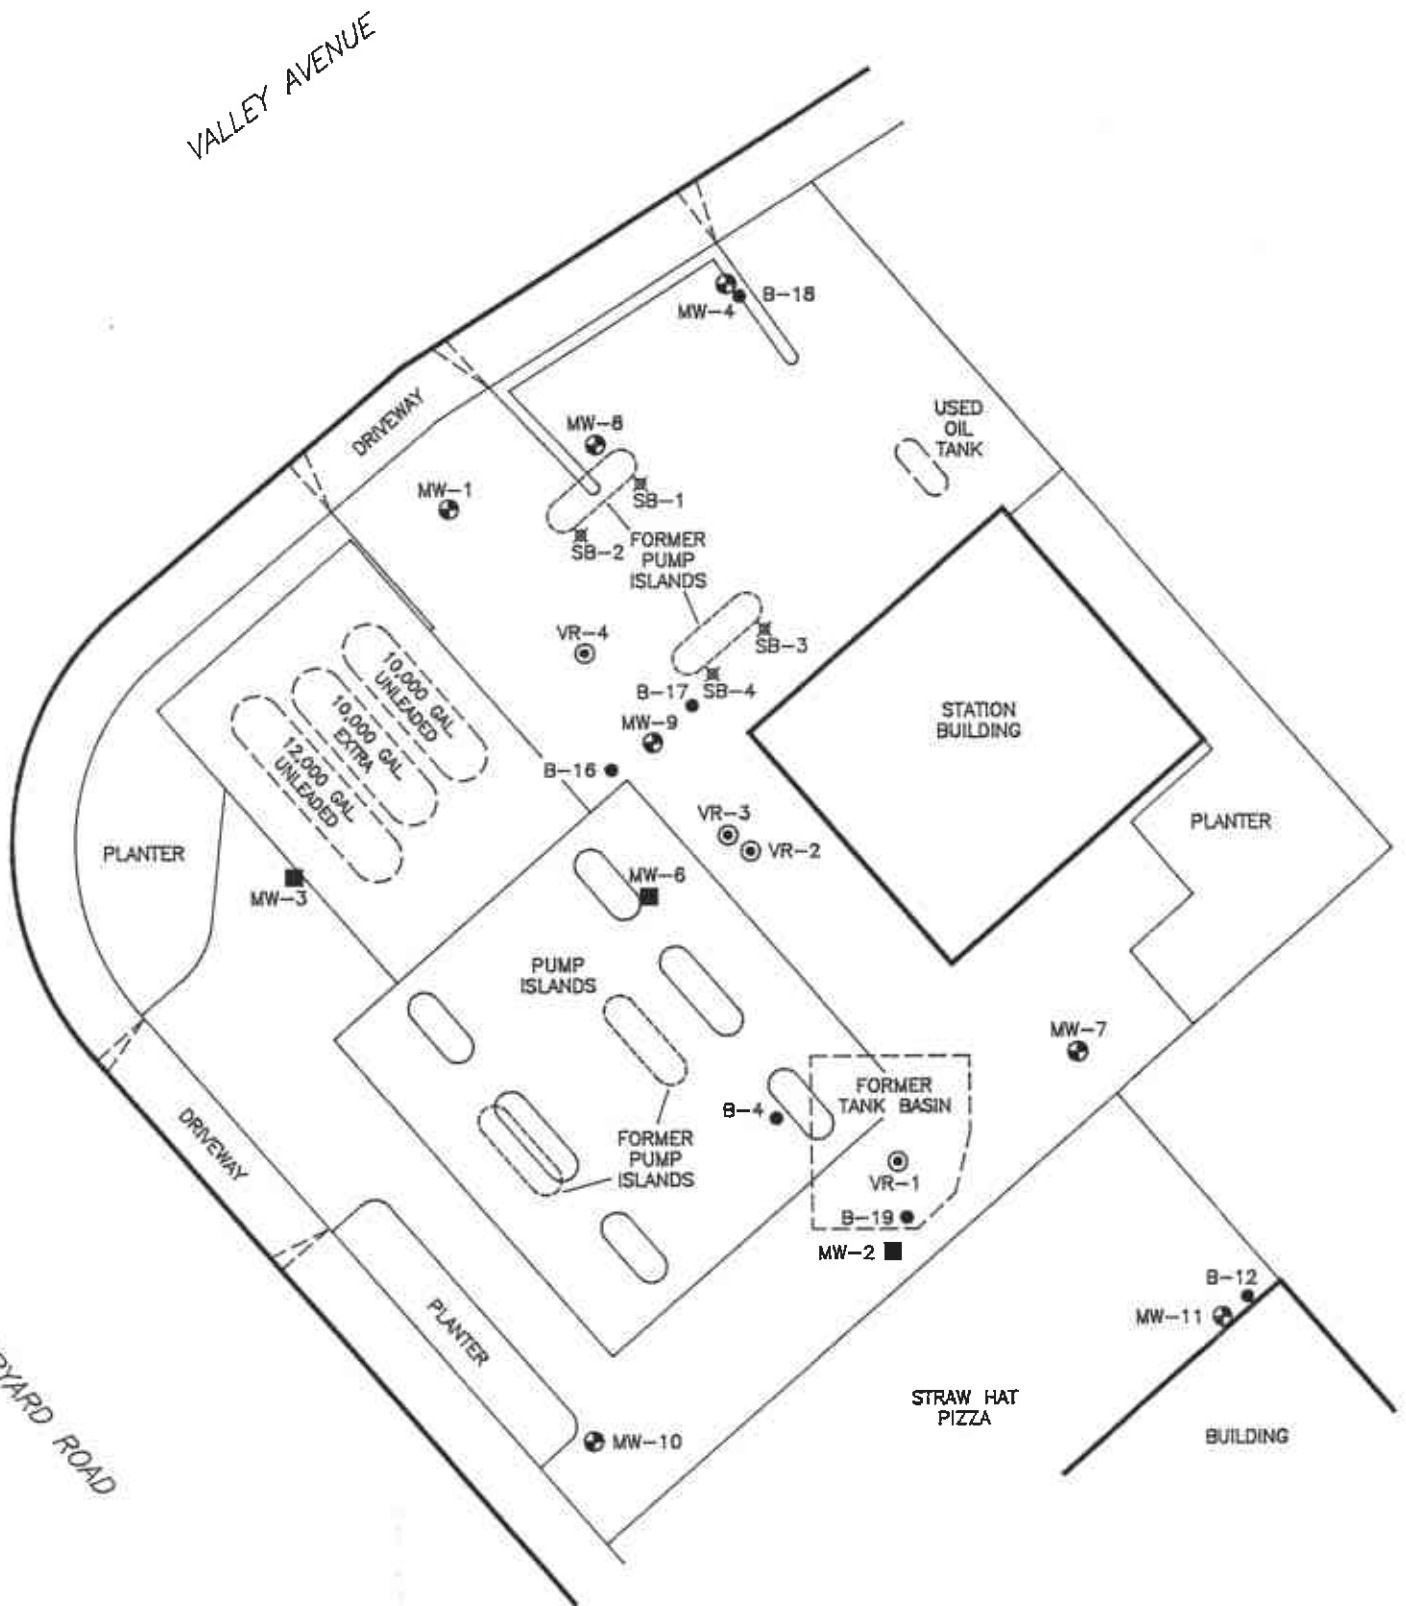 VALLEY AVENUE
B-18
MW-4
DRIVEWAY
MW-8
USED
OIL
TANK
MW-1
SB-1
SB-2
FORMER
PUMP
ISLANDS
VR-4
SB-3
SB-4
B-17
10,000 GAL.
UNLEADED
10,000 GAL.
EXTRA
12,000 GAL.
UNLEADED
MW-9
STATION
BUILDING
B-16
VR-3
VR-2
PLANTER
PLANTER
MW-6
MW-3
PUMP
ISLANDS
MW-7
FORMER
TANK BASIN
B-4
DRIVEWAY
FORMER
PUMP
ISLANDS
VR-1
B-19
MW-2
B-12
MW-11
PLANTER
RYARD ROAD
STRAW HAT
PIZZA
BUILDING
MW-10